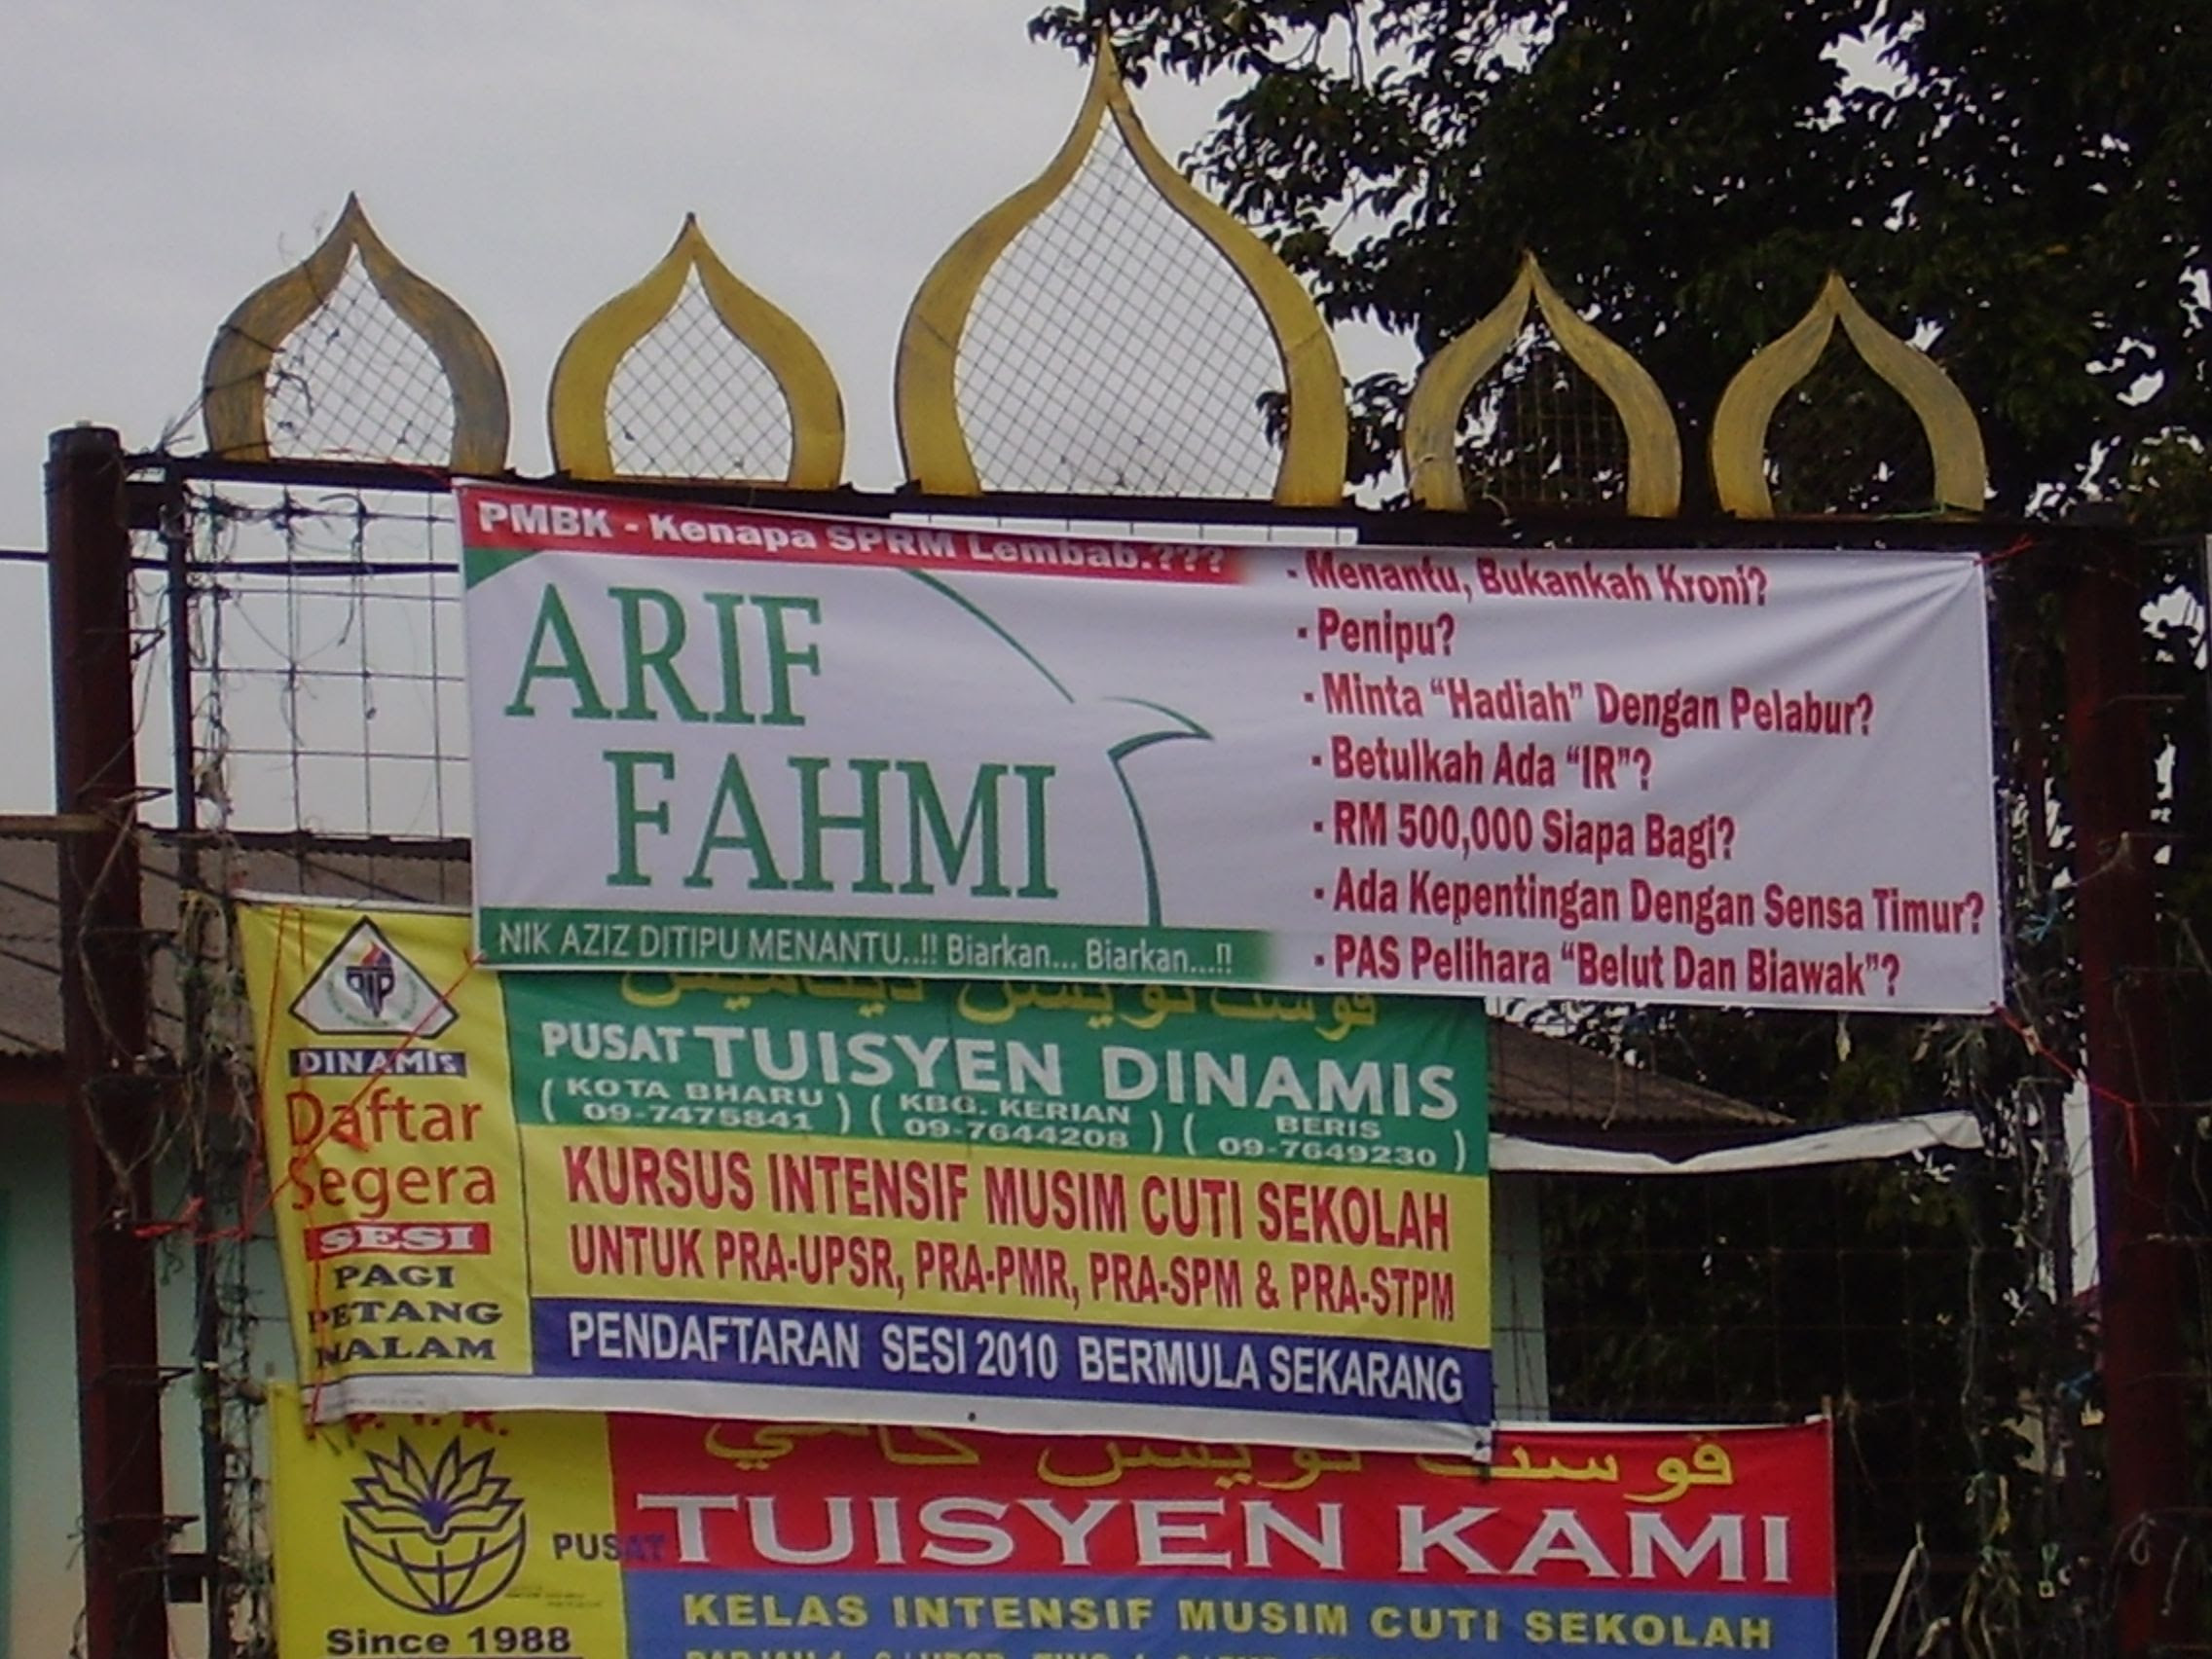 PMBK - Kenapa SPRM Lembab.???
ARIF
FAHMI
NIK AZIZ DITIPU MENANTU..!! Biarkan... Biarkan...!!
- Menantu, Bukankah Kroni?
- Penipu?
- Minta “Hadiah” Dengan Pelabur?
- Betulkah Ada “IR”?
- RM 500,000 Siapa Bagi?
- Ada Kepentingan Dengan Sensa Timur?
- PAS Pelihara “Belut Dan Biawak”?
PTD
DINAMIS
Daftar
Segera
SESI
PAGI
PETANG
MALAM
ڤوست تويشن ديناميس
PUSAT TUISYEN DINAMIS
( KOTA BHARU 09-7475841 ) ( KBG. KERIAN 09-7644208 ) ( BERIS 09-7649230 )
KURSUS INTENSIF MUSIM CUTI SEKOLAH
UNTUK PRA-UPSR, PRA-PMR, PRA-SPM & PRA-STPM
PENDAFTARAN SESI 2010 BERMULA SEKARANG
Since 1988
PUSAT TUISYEN KAMI
KELAS INTENSIF MUSIM CUTI SEKOLAH